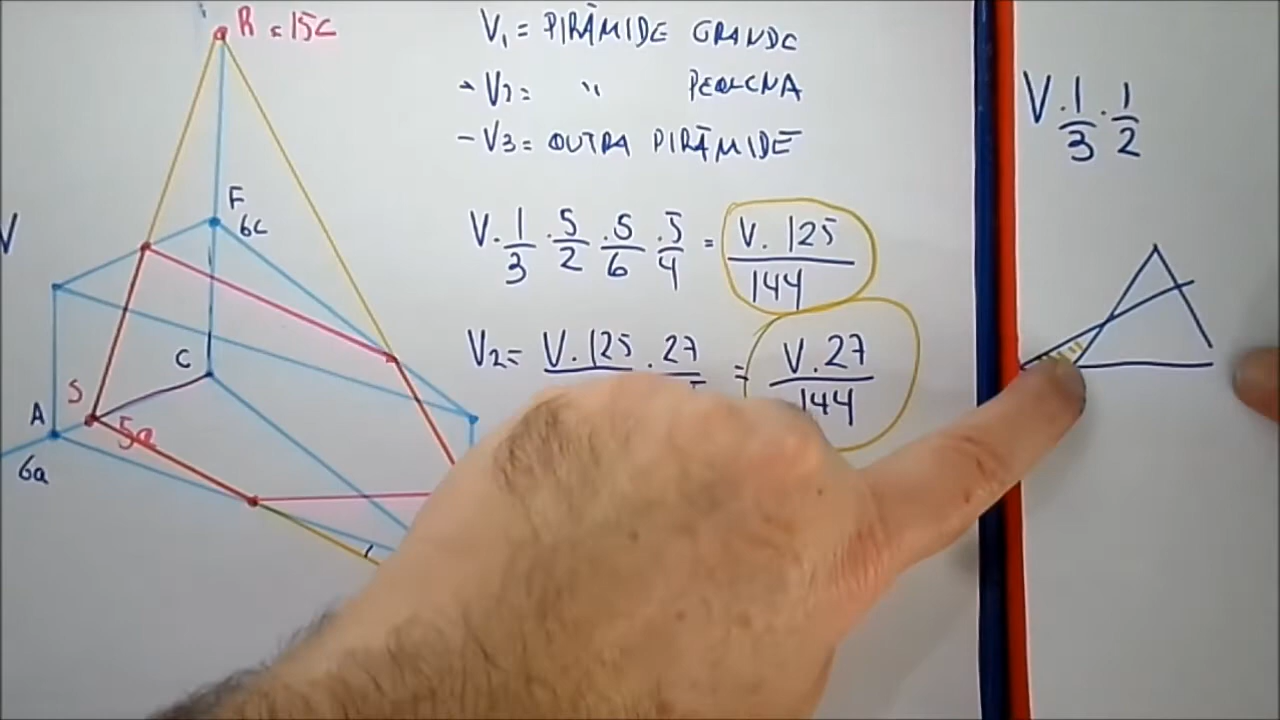 R = 15c
F
6c
V
C
S
A
5a
6a
V1 = PIRÂMIDE GRANDE
- V2 = " PEQUENA
- V3 = OUTRA PIRÂMIDE
V · 1/3 · 5/2 · 5/6 · 5/4 = V · 125/144
V2 = V · 125 · 27 = V · 27/144
V · 1/3 · 1/2